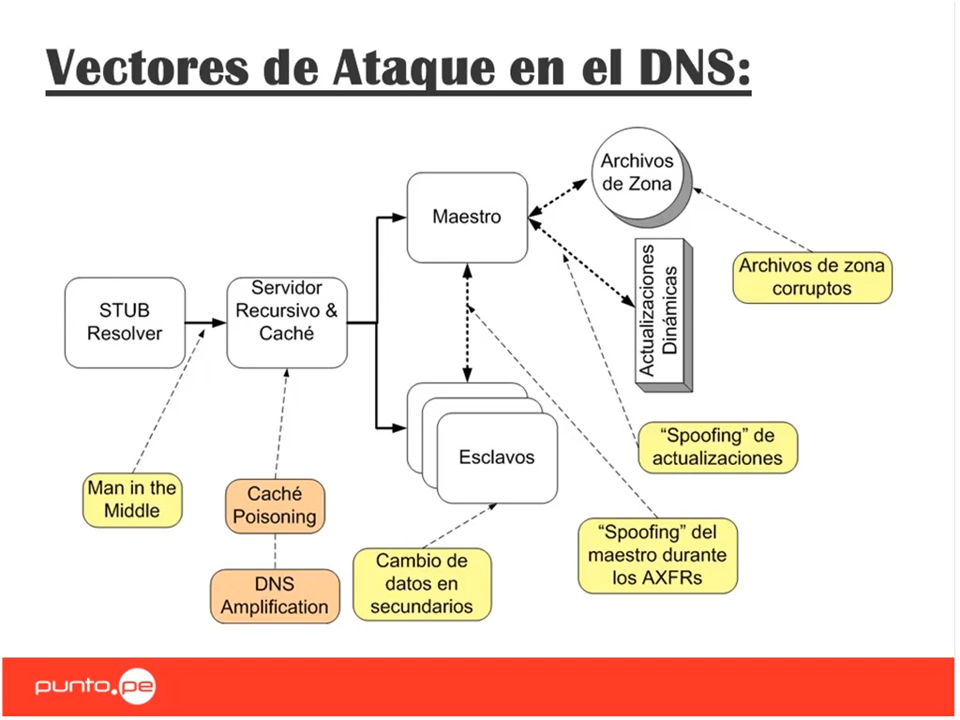 Vectores de Ataque en el DNS:
Archivos
de Zona
Maestro
Archivos de zona
corruptos
Actualizaciones
Dinámicas
STUB
Resolver
Servidor
Recursivo &
Caché
"Spoofing" de
actualizaciones
Esclavos
Man in the
Middle
Caché
Poisoning
"Spoofing" del
maestro durante
los AXFRs
Cambio de
datos en
secundarios
DNS
Amplification
punto.pe